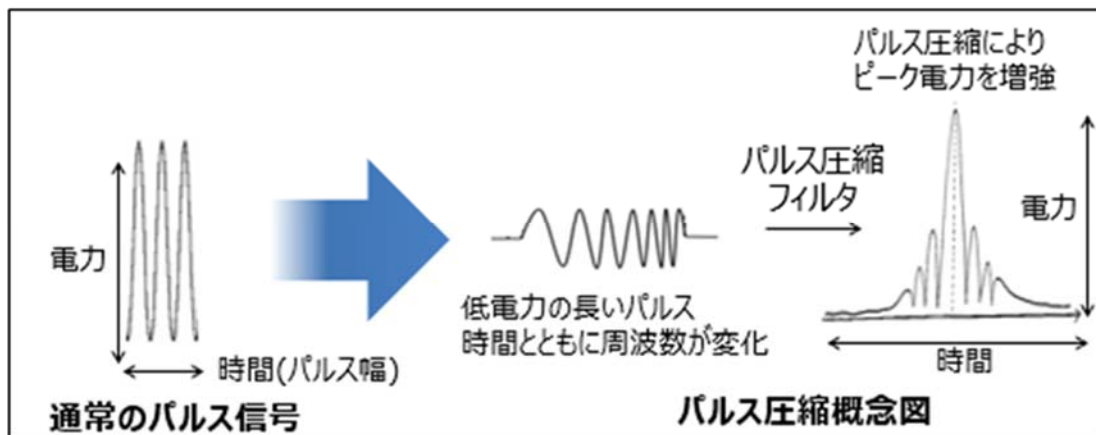 電力
時間(パルス幅)
通常のパルス信号
低電力の長いパルス
時間とともに周波数が変化
パルス圧縮
フィルタ
パルス圧縮により
ピーク電力を増強
電力
時間
パルス圧縮概念図